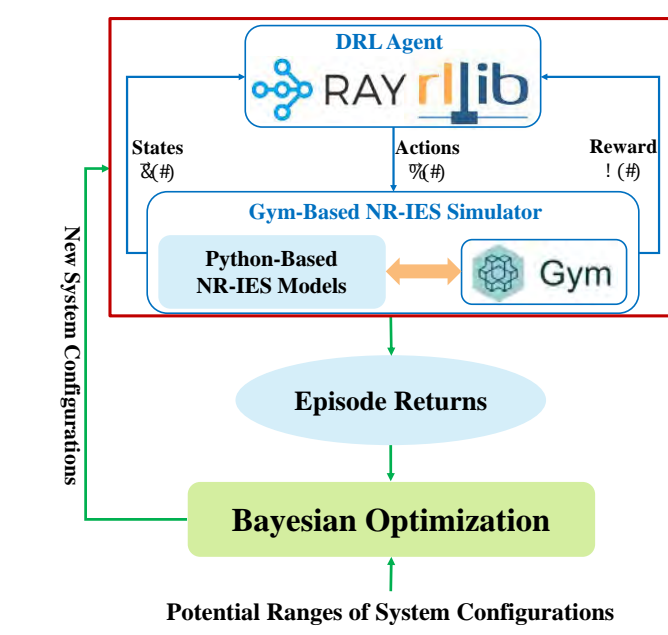 DRL Agent
RAY rllib
States
Actions
Reward
&(#)
%(#)
! (#)
Gym-Based NR-IES Simulator
Python-Based
NR-IES Models
Gym
New System Configurations
Episode Returns
Bayesian Optimization
Potential Ranges of System Configurations